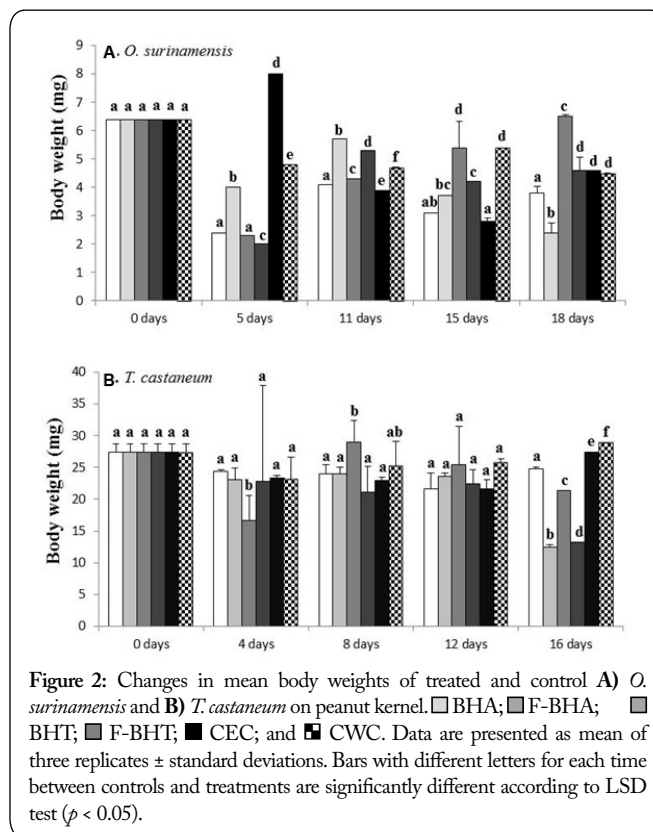 A. O. surinamensis
Body weight (mg)
9
8
7
6
5
4
3
2
1
0
a a a a a a
a b a c d e
a b c d e f
ab bc d c a d
a b c d d d
0 days 5 days 11 days 15 days 18 days
B. T. castaneum
Body weight (mg)
40
35
30
25
20
15
10
5
0
a a a a a a
a a b a a a
a a b a a ab
a a a a a a
a b c d e f
0 days 4 days 8 days 12 days 16 days
Figure 2: Changes in mean body weights of treated and control A) O.
surinamensis and B) T. castaneum on peanut kernel. BHA; F-BHA;
BHT; F-BHT; CEC; and CWC. Data are presented as mean of
three replicates ± standard deviations. Bars with different letters for each time
between controls and treatments are significantly different according to LSD
test (p < 0.05).